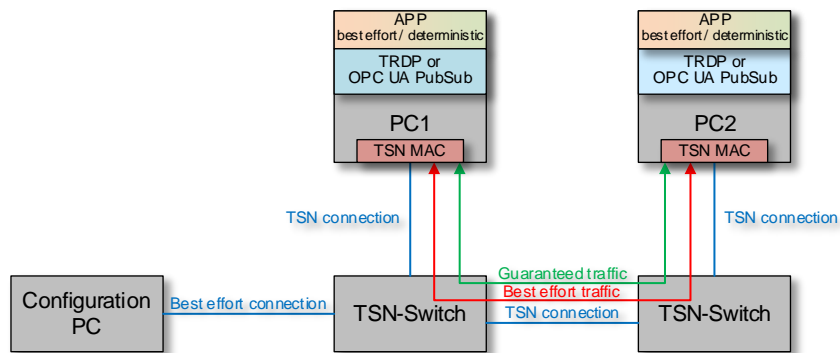 APP
best effort / deterministic
TRDP or
OPC UA PubSub
PC1
TSN MAC
APP
best effort / deterministic
TRDP or
OPC UA PubSub
PC2
TSN MAC
TSN connection
TSN connection
Guaranteed traffic
Best effort traffic
TSN connection
Configuration
PC
Best effort connection
TSN-Switch
TSN-Switch